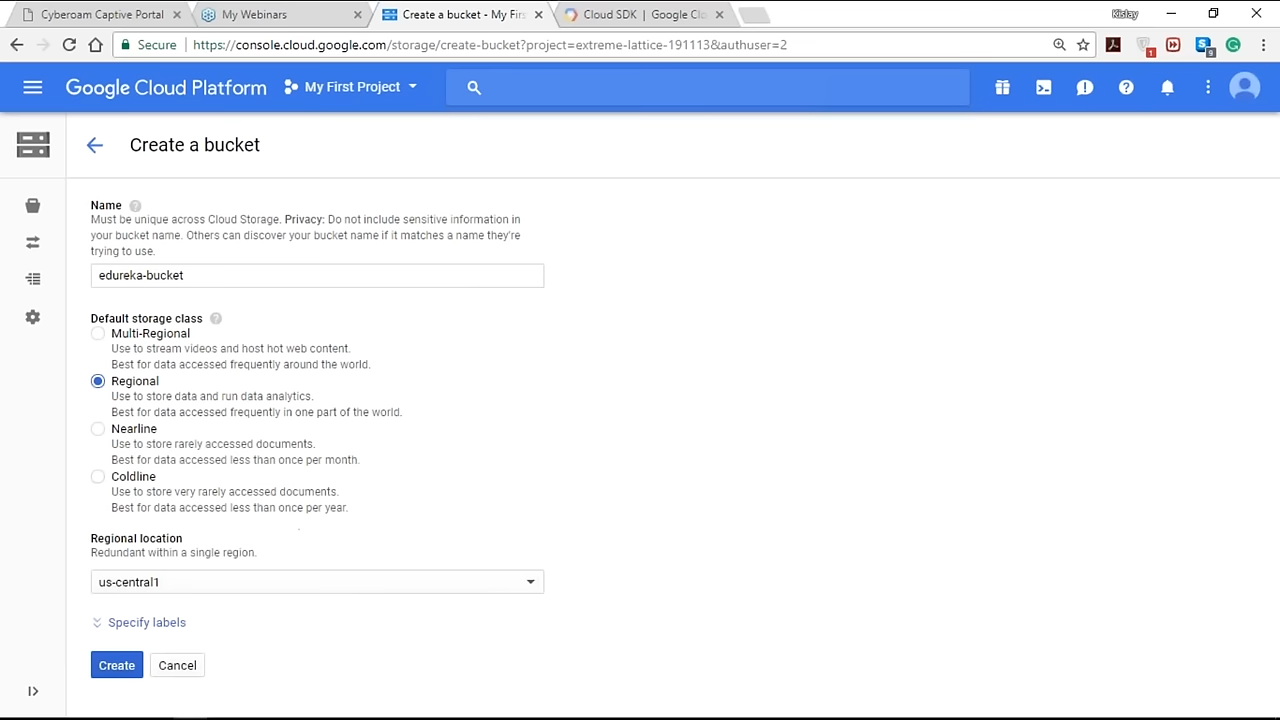 Cyberoam Captive Portal
My Webinars
Create a bucket - My Firs
Cloud SDK | Google Clo
Kislay
Secure
https://console.cloud.google.com/storage/create-bucket?project=extreme-lattice-191113&authuser=2
1
9
Google Cloud Platform
My First Project
Create a bucket
Name
Must be unique across Cloud Storage. Privacy: Do not include sensitive information in
your bucket name. Others can discover your bucket name if it matches a name they're
trying to use.
edureka-bucket
Default storage class
Multi-Regional
Use to stream videos and host hot web content.
Best for data accessed frequently around the world.
Regional
Use to store data and run data analytics.
Best for data accessed frequently in one part of the world.
Nearline
Use to store rarely accessed documents.
Best for data accessed less than once per month.
Coldline
Use to store very rarely accessed documents.
Best for data accessed less than once per year.
Regional location
Redundant within a single region.
us-central1
Specify labels
Create
Cancel